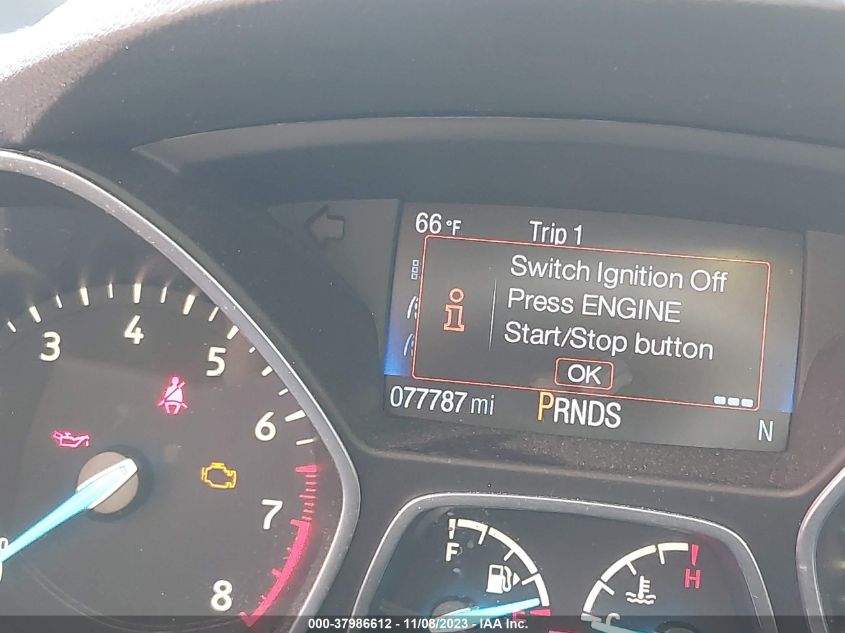 66°F Trip 1
Switch Ignition Off
Press ENGINE
Start/Stop button
OK
077787 mi PRNDS N
3 4 5 6 7 8
F
H
C
000-37986612 - 11/08/2023 - IAA Inc.